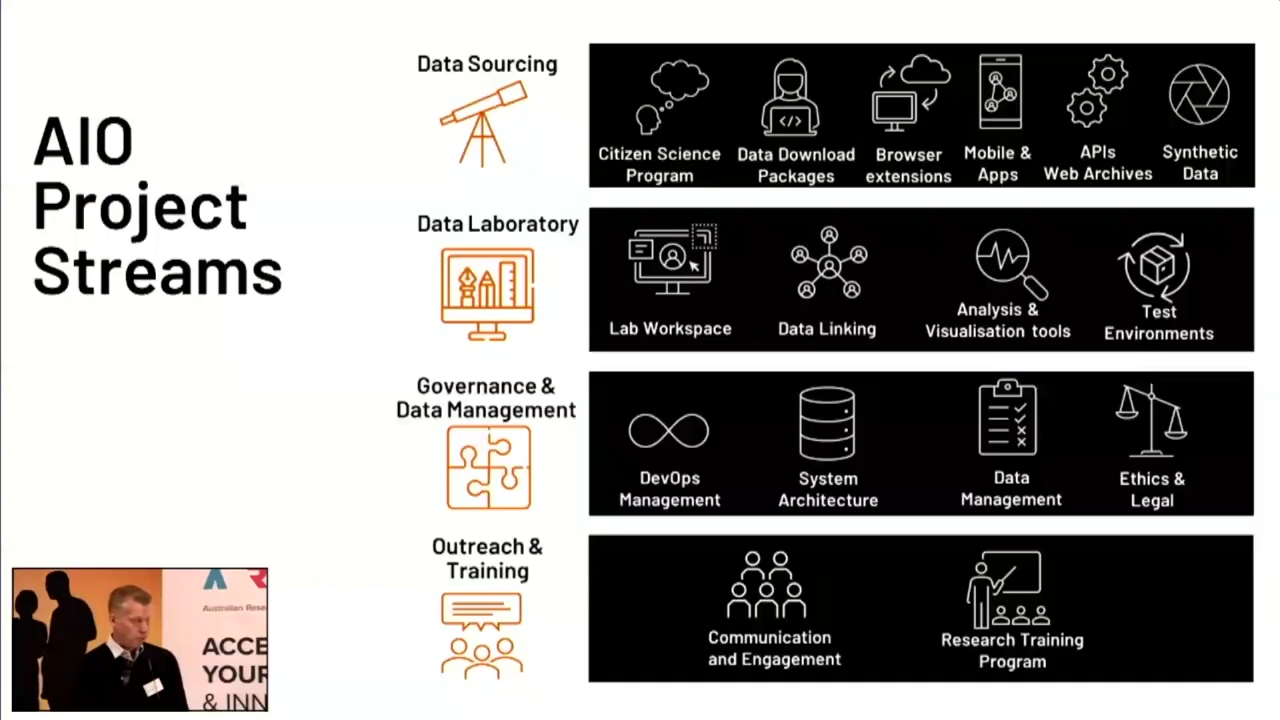 AIO
Project
Streams
Data Sourcing
Citizen Science
Program
Data Download
Packages
Browser
extensions
Mobile &
Apps
APIs
Web Archives
Synthetic
Data
Data Laboratory
Lab Workspace
Data Linking
Analysis &
Visualisation tools
Test
Environments
Governance &
Data Management
DevOps
Management
System
Architecture
Data
Management
Ethics &
Legal
Outreach &
Training
Communication
and Engagement
Research Training
Program
Australian Rese
ACCE
YOUR
& INN